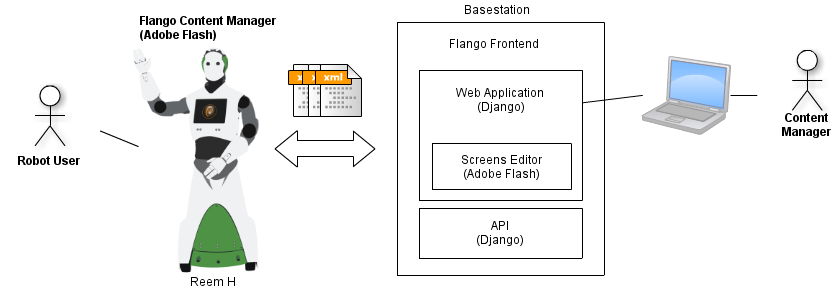 Flango Content Manager
(Adobe Flash)
Robot User
Reem H
xml
Basestation
Flango Frontend
Web Application
(Django)
Screens Editor
(Adobe Flash)
API
(Django)
Content
Manager